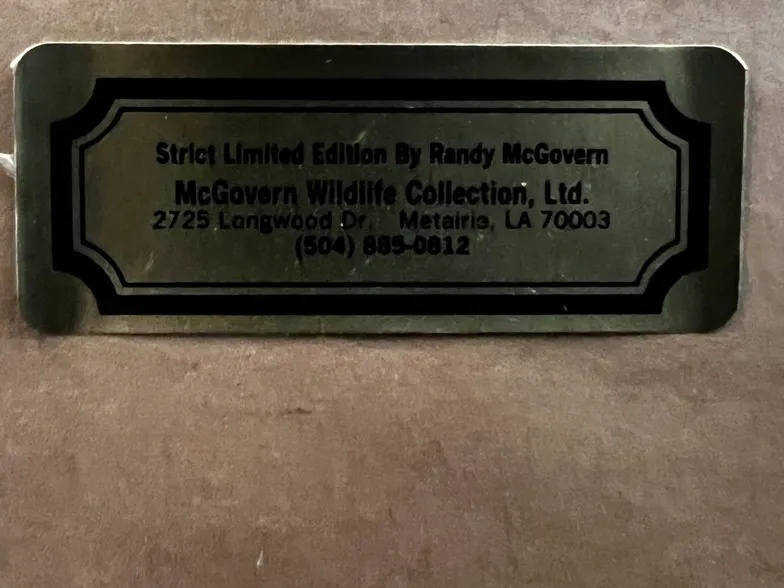 Strict Limited Edition By Randy McGovern
McGovern Wildlife Collection, Ltd.
2725 Longwood Dr. Metairie, LA 70003
(504) 885-0812